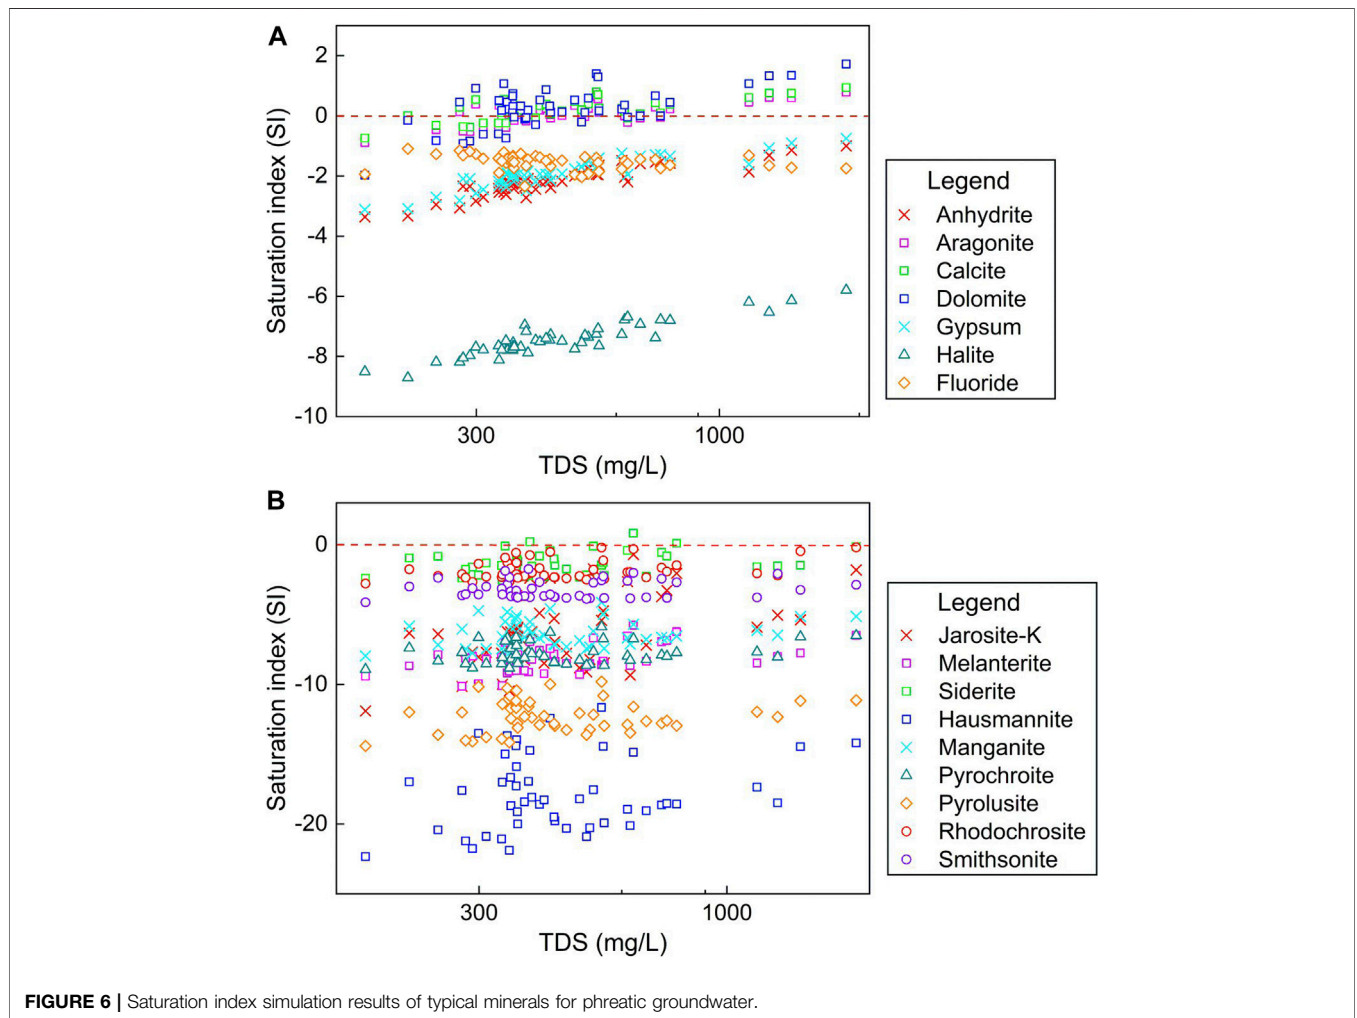 A
2
0
-2
-4
-6
-8
-10
Saturation index (SI)
300
1000
TDS (mg/L)
Legend
Anhydrite
Aragonite
Calcite
Dolomite
Gypsum
Halite
Fluoride
B
0
-10
-20
Saturation index (SI)
300
1000
TDS (mg/L)
Legend
Jarosite-K
Melanterite
Siderite
Hausmannite
Manganite
Pyrochroite
Pyrolusite
Rhodochrosite
Smithsonite
FIGURE 6 | Saturation index simulation results of typical minerals for phreatic groundwater.